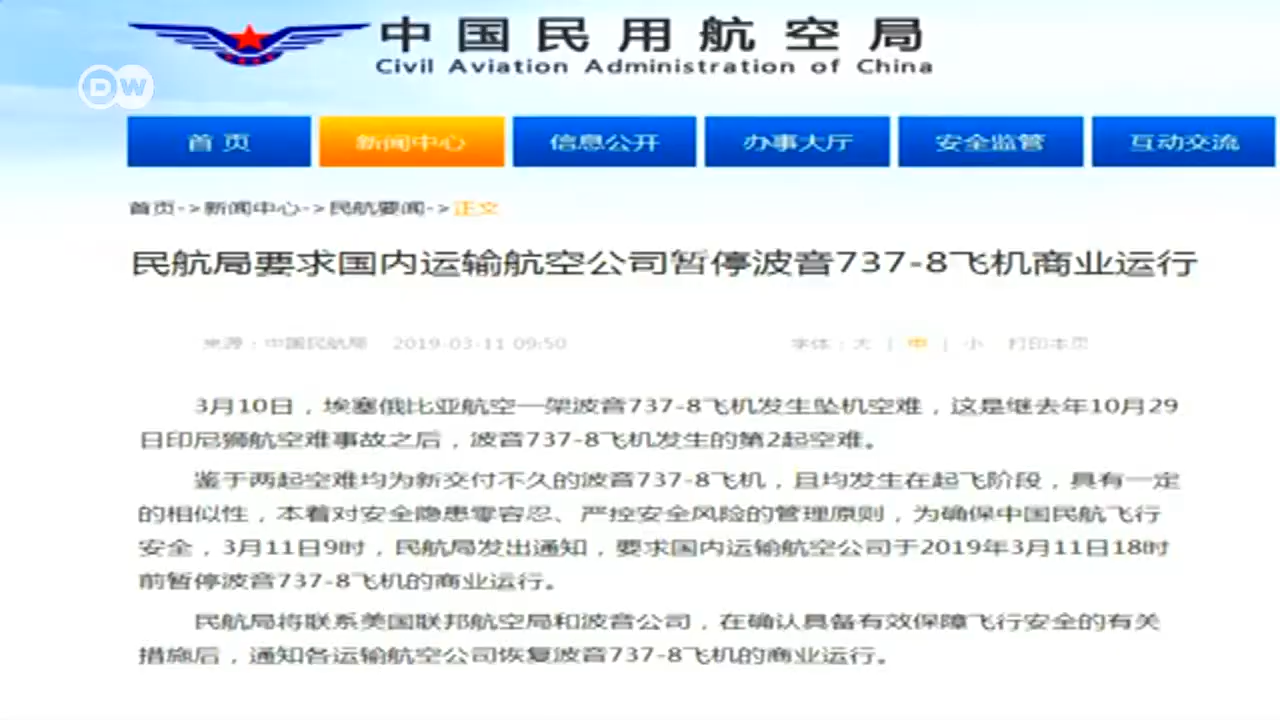 中国民用航空局
Civil Aviation Administration of China
DW
首页 新闻中心 信息公开 办事大厅 安全监管 互动交流
首页->新闻中心->民航要闻->正文
民航局要求国内运输航空公司暂停波音737-8飞机商业运行
来源：中国民航局 2019-03-11 09:50 字体：大 | 中 | 小 打印本页
3月10日，埃塞俄比亚航空一架波音737-8飞机发生坠机空难，这是继去年10月29
日印尼狮航空难事故之后，波音737-8飞机发生的第2起空难。
鉴于两起空难均为新交付不久的波音737-8飞机，且均发生在起飞阶段，具有一定
的相似性，本着对安全隐患零容忍、严控安全风险的管理原则，为确保中国民航飞行
安全，3月11日9时，民航局发出通知，要求国内运输航空公司于2019年3月11日18时
前暂停波音737-8飞机的商业运行。
民航局将联系美国联邦航空局和波音公司，在确认具备有效保障飞行安全的有关
措施后，通知各运输航空公司恢复波音737-8飞机的商业运行。